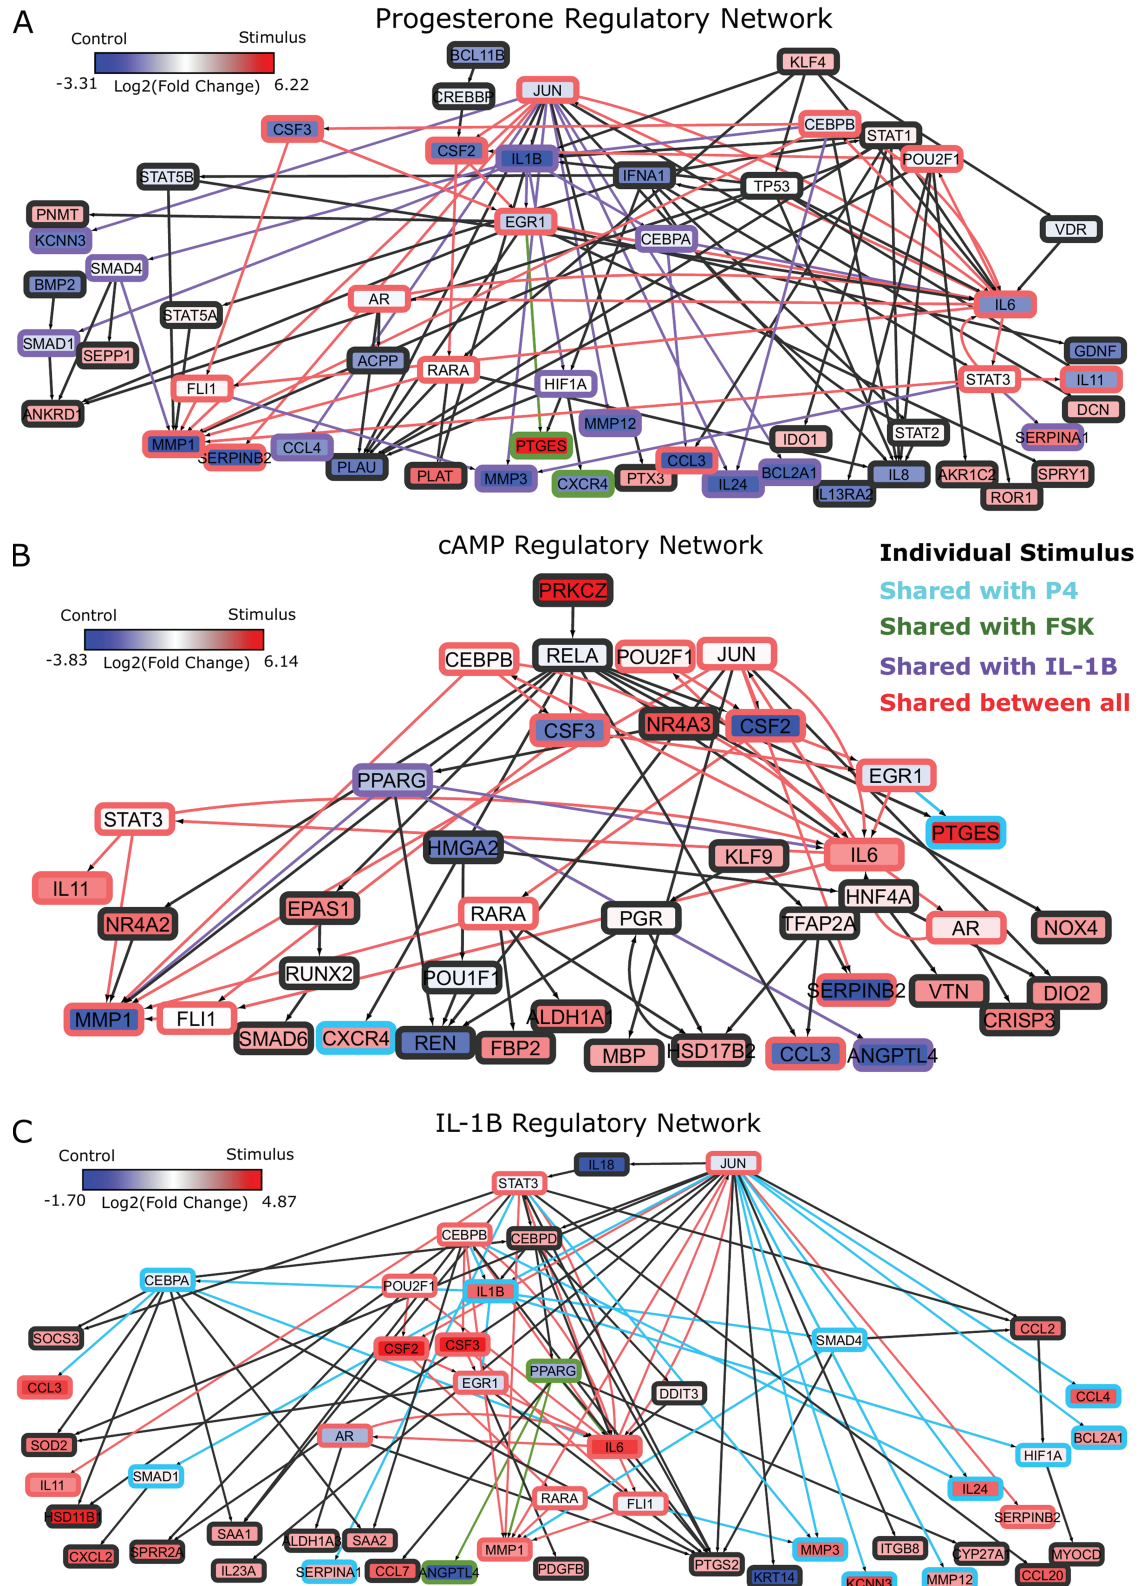 A
Progesterone Regulatory Network
Control
Stimulus
-3.31
Log2(Fold Change)
6.22
BCL11B
KLF4
CREBBP
JUN
CSF3
CEBPB
STAT1
CSF2
IL1B
POU2F1
STAT5B
IFNA1
TP53
PNMT
EGR1
KCNN3
CEBPA
VDR
SMAD4
BMP2
AR
IL6
STAT5A
SMAD1
SEPP1
ACPP
RARA
GDNF
FLI1
HIF1A
STAT3
IL11
ANKRD1
DCN
MMP12
MMP1
SERPINB2
CCL4
PTGES
IDO1
STAT2
SERPINA1
PLAU
PLAT
MMP3
CXCR4
PTX3
CCL3
IL24
BCL2A1
IL13RA2
IL8
AKR1C2
ROR1
SPRY1
B
cAMP Regulatory Network
Individual Stimulus
Shared with P4
Shared with FSK
Shared with IL-1B
Shared between all
Control
Stimulus
-3.83
Log2(Fold Change)
6.14
PRKCZ
CEBPB
RELA
POU2F1
JUN
CSF3
NR4A3
CSF2
PPARG
EGR1
STAT3
PTGES
HMGA2
KLF9
IL6
IL11
HNF4A
NR4A2
EPAS1
RARA
PGR
TFAP2A
AR
NOX4
RUNX2
POU1F1
SERPINB2
VTN
DIO2
MMP1
FLI1
ALDH1A1
CRISP3
SMAD6
CXCR4
REN
FBP2
MBP
HSD17B2
CCL3
ANGPTL4
C
IL-1B Regulatory Network
Control
Stimulus
-1.70
Log2(Fold Change)
4.87
IL18
JUN
STAT3
CEBPB
CEBPD
CEBPA
POU2F1
IL1B
SOCS3
CCL2
SMAD4
CSF2
CSF3
PPARG
CCL3
EGR1
DDIT3
CCL4
SOD2
AR
IL6
BCL2A1
HIF1A
IL11
SMAD1
IL24
RARA
FLI1
HSD11B1
SERPINB2
SAA1
ALDH1A3
SAA2
MMP1
MMP3
ITGB8
CXCL2
SPRR2A
CYP27A1
MYOCD
IL23A
SERPINA1
CCL7
ANGPTL4
PDGFB
PTGS2
KRT14
KCNN3
MMP12
CCL20